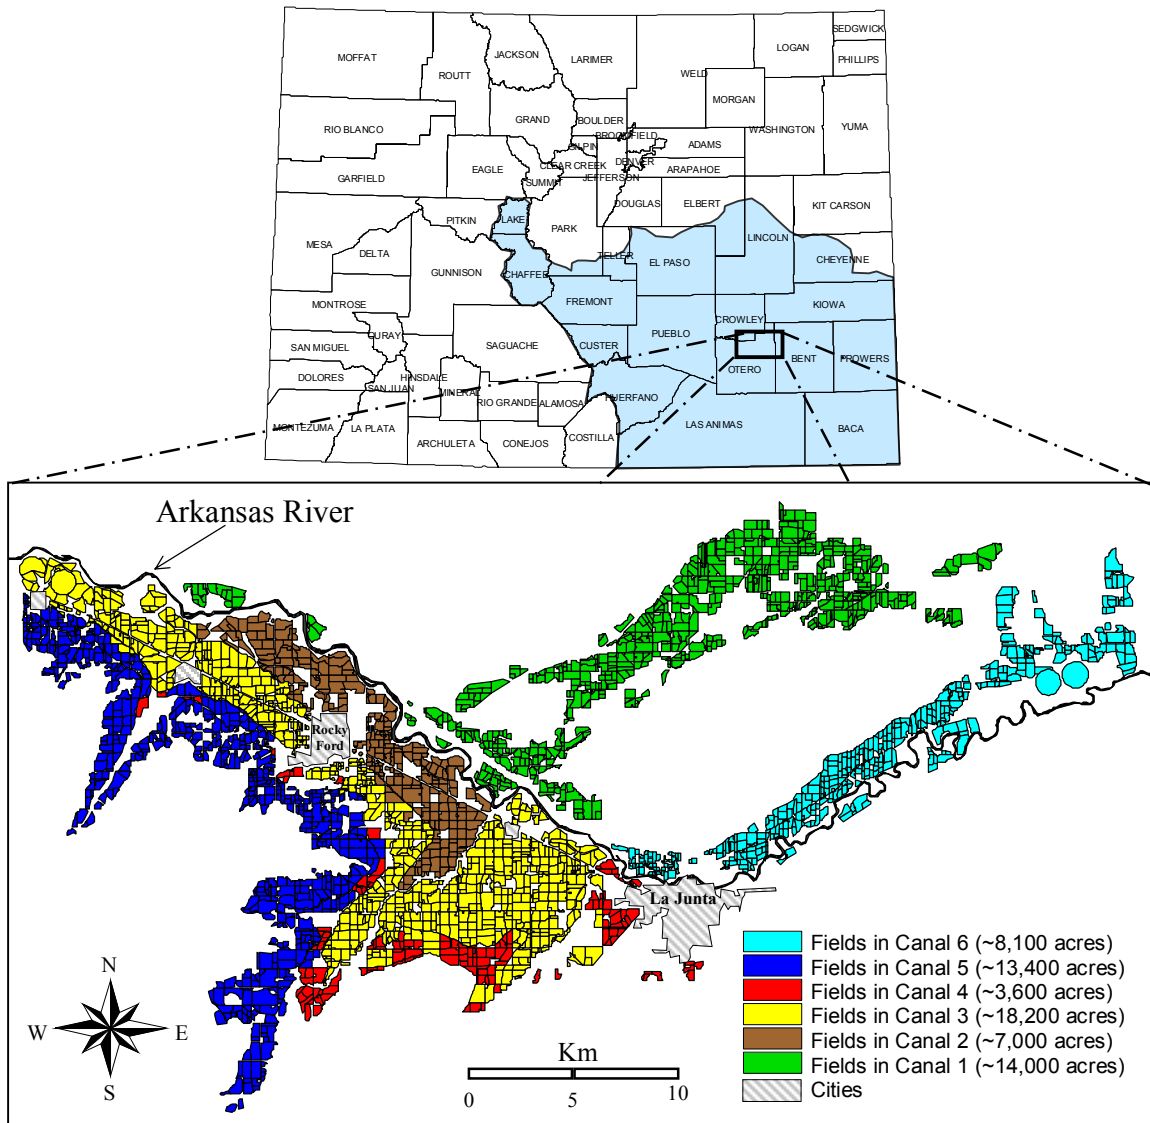 SEDGWICK
LOGAN
MOFFAT
JACKSON
LARIMER
PHILLIPS
ROUTT
WELD
MORGAN
GRAND
BOULDER
RIO BLANCO
BROOMFIELD
WASHINGTON
YUMA
GILPIN
ADAMS
DENVER
CLEAR CREEK
EAGLE
ARAPAHOE
GARFIELD
JEFFERSON
SUMMIT
DOUGLAS
ELBERT
KIT CARSON
PITKIN
LAKE
PARK
LINCOLN
MESA
DELTA
TELLER
EL PASO
CHEYENNE
GUNNISON
CHAFFEE
MONTROSE
FREMONT
KIOWA
CROWLEY
OURAY
PUEBLO
SAN MIGUEL
SAGUACHE
CUSTER
BENT
PROWERS
OTERO
DOLORES
HINSDALE
SAN JUAN
MINERAL
RIO GRANDE
ALAMOSA
HUERFANO
MONTEZUMA
LA PLATA
LAS ANIMAS
BACA
ARCHULETA
CONEJOS
COSTILLA
Arkansas River
Rocky
Ford
La Junta
Fields in Canal 6 (~8,100 acres)
Fields in Canal 5 (~13,400 acres)
Fields in Canal 4 (~3,600 acres)
Fields in Canal 3 (~18,200 acres)
Fields in Canal 2 (~7,000 acres)
Fields in Canal 1 (~14,000 acres)
Cities
N
W
E
S
Km
0
5
10